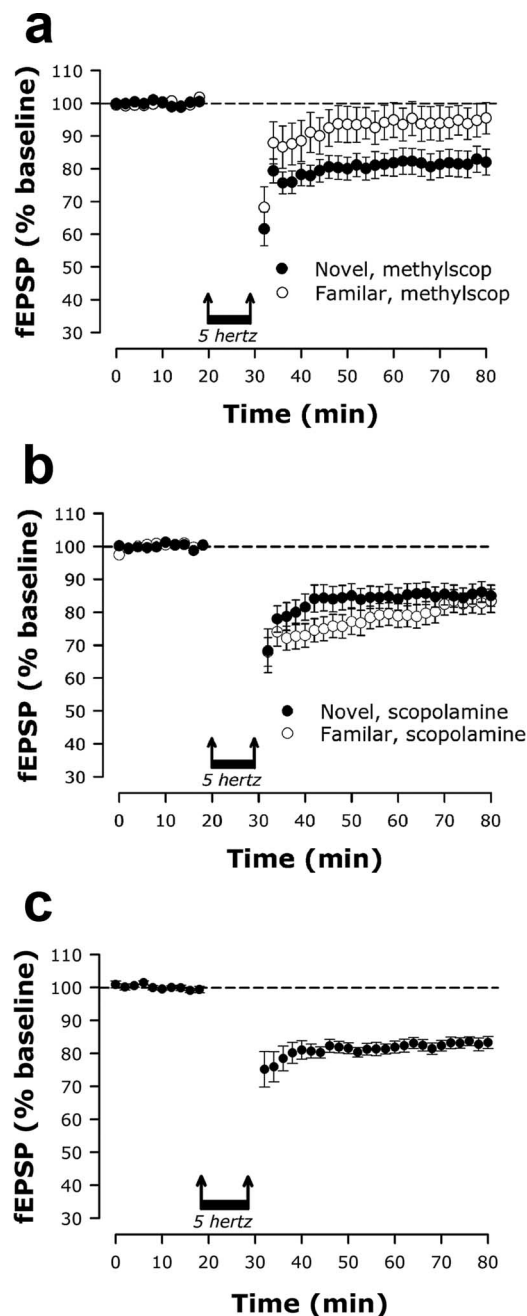 a
fEPSP (% baseline)
110
100
90
80
70
60
50
40
30
Novel, methylscop
Familar, methylscop
5 hertz
0 10 20 30 40 50 60 70 80
Time (min)
b
fEPSP (% baseline)
110
100
90
80
70
60
50
40
30
Novel, scopolamine
Familar, scopolamine
5 hertz
0 10 20 30 40 50 60 70 80
Time (min)
c
fEPSP (% baseline)
110
100
90
80
70
60
50
40
30
5 hertz
0 10 20 30 40 50 60 70 80
Time (min)